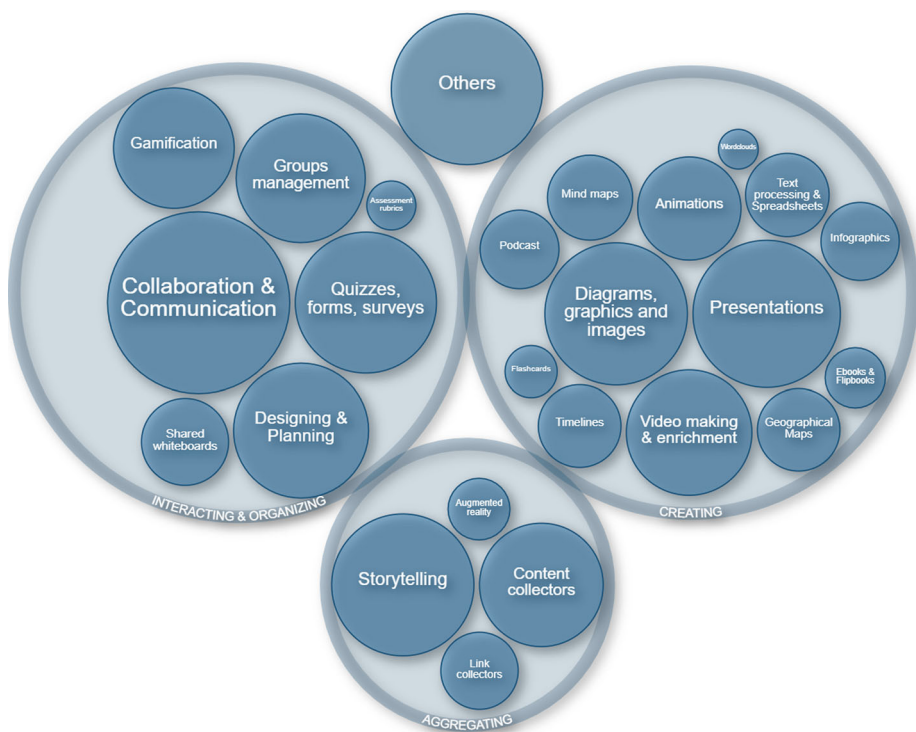 Others
Gamification
Groups
management
Assessment
rubrics
Collaboration &
Communication
Quizzes,
forms, surveys
Shared
whiteboards
Designing &
Planning
INTERACTING & ORGANIZING
Wordclouds
Mind maps
Animations
Text
processing &
Spreadsheets
Podcast
Infographics
Diagrams,
graphics and
images
Presentations
Flashcards
Ebooks &
Flipbooks
Timelines
Video making
& enrichment
Geographical
Maps
CREATING
Augmented
reality
Storytelling
Content
collectors
Link
collectors
AGGREGATING